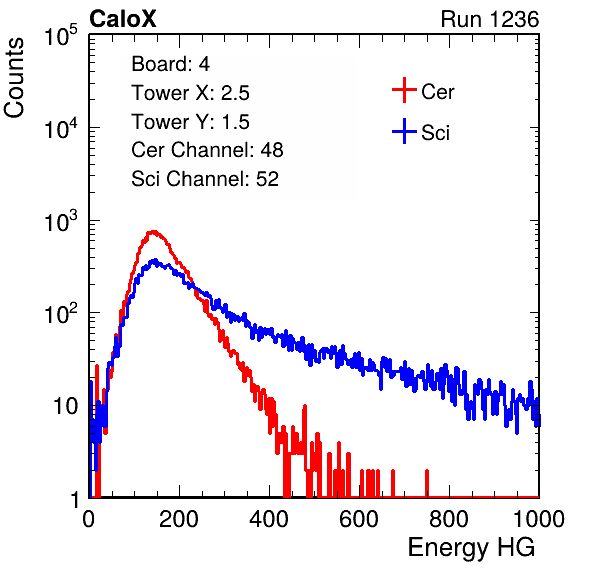 CaloX Run 1236
Counts
Board: 4
Tower X: 2.5
Tower Y: 1.5
Cer Channel: 48
Sci Channel: 52
Cer
Sci
10^5
10^4
10^3
10^2
10
1
0 200 400 600 800 1000
Energy HG